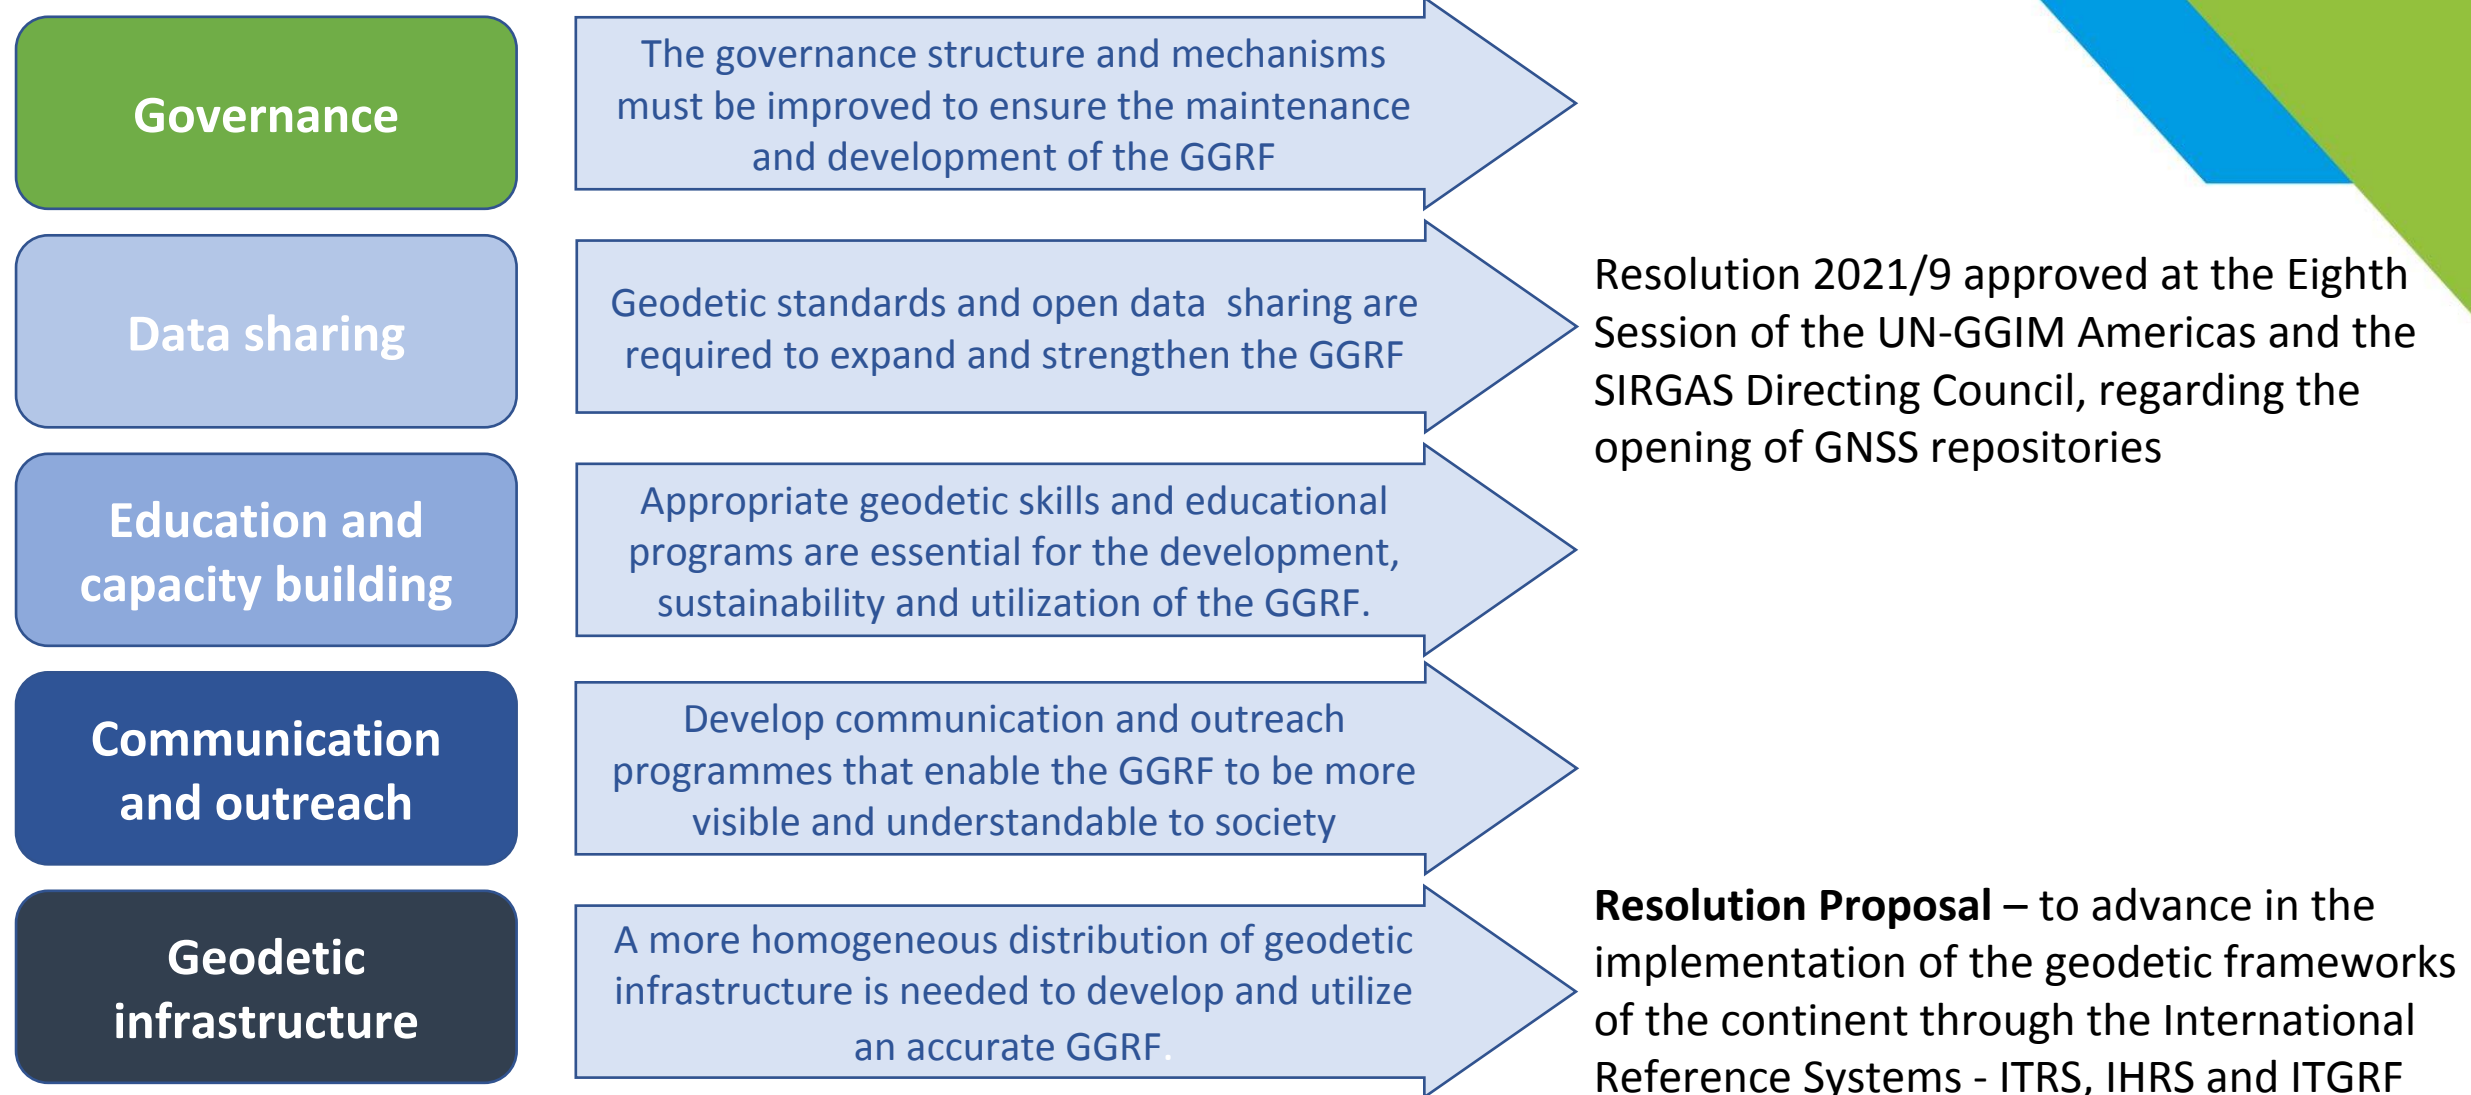 Governance
The governance structure and mechanisms
must be improved to ensure the maintenance
and development of the GGRF
Data sharing
Geodetic standards and open data  sharing are
required to expand and strengthen the GGRF
Resolution 2021/9 approved at the Eighth
Session of the UN-GGIM Americas and the
SIRGAS Directing Council, regarding the
opening of GNSS repositories
Education and
capacity building
Appropriate geodetic skills and educational
programs are essential for the development,
sustainability and utilization of the GGRF.
Communication
and outreach
Develop communication and outreach
programmes that enable the GGRF to be more
visible and understandable to society
Geodetic
infrastructure
A more homogeneous distribution of geodetic
infrastructure is needed to develop and utilize
an accurate GGRF.
Resolution Proposal – to advance in the
implementation of the geodetic frameworks
of the continent through the International
Reference Systems - ITRS, IHRS and ITGRF